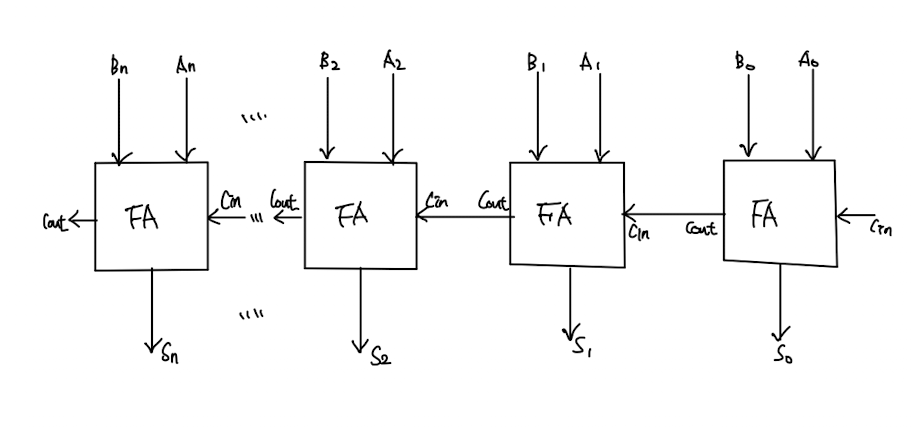 Bn An B2 A2 B1 A1 B0 A0
....
Cout FA Cin ... Cout FA Cin Cout FA Cin Cout FA Cin
....
Sn S2 S1 S0